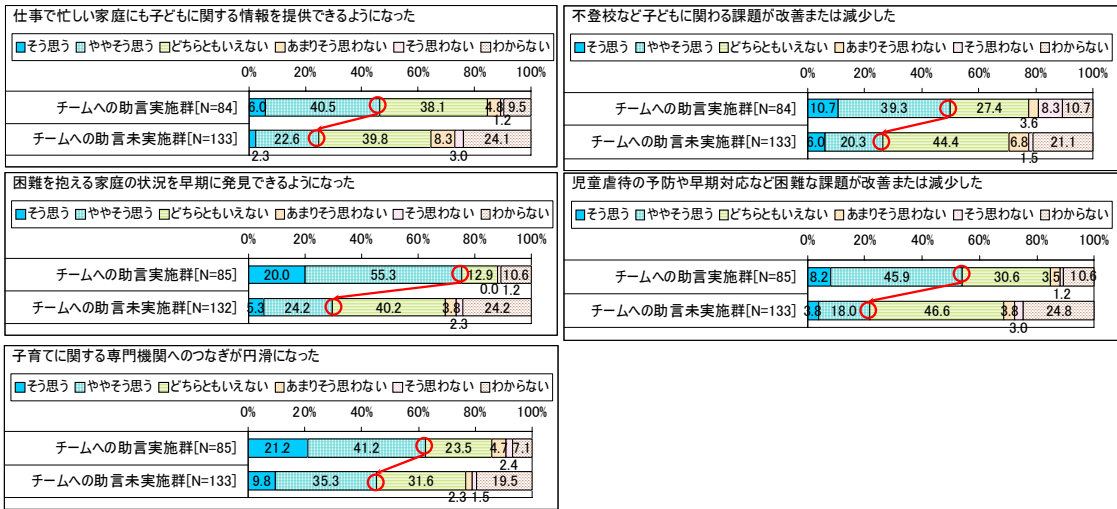 仕事で忙しい家庭にも子どもに関する情報を提供できるようになった
そう思う ややそう思う どちらともいえない あまりそう思わない そう思わない わからない
0% 20% 40% 60% 80% 100%
チームへの助言実施群[N=84] 6.0 40.5 38.1 4.8 9.5
1.2
チームへの助言未実施群[N=133] 22.6 39.8 8.3 24.1
2.3 3.0
不登校など子どもに関わる課題が改善または減少した
そう思う ややそう思う どちらともいえない あまりそう思わない そう思わない わからない
0% 20% 40% 60% 80% 100%
チームへの助言実施群[N=84] 10.7 39.3 27.4 8.3 10.7
3.6
チームへの助言未実施群[N=133] 6.0 20.3 44.4 6.8 21.1
1.5
困難を抱える家庭の状況を早期に発見できるようになった
そう思う ややそう思う どちらともいえない あまりそう思わない そう思わない わからない
0% 20% 40% 60% 80% 100%
チームへの助言実施群[N=85] 20.0 55.3 12.9 10.6
0.0 1.2
チームへの助言未実施群[N=132] 5.3 24.2 40.2 3.8 24.2
2.3
児童虐待の予防や早期対応など困難な課題が改善または減少した
そう思う ややそう思う どちらともいえない あまりそう思わない そう思わない わからない
0% 20% 40% 60% 80% 100%
チームへの助言実施群[N=85] 8.2 45.9 30.6 3.5 10.6
1.2
チームへの助言未実施群[N=133] 3.8 18.0 46.6 3.8 24.8
3.0
子育てに関する専門機関へのつなぎが円滑になった
そう思う ややそう思う どちらともいえない あまりそう思わない そう思わない わからない
0% 20% 40% 60% 80% 100%
チームへの助言実施群[N=85] 21.2 41.2 23.5 4.7 7.1
2.4
チームへの助言未実施群[N=133] 9.8 35.3 31.6 19.5
2.3 1.5